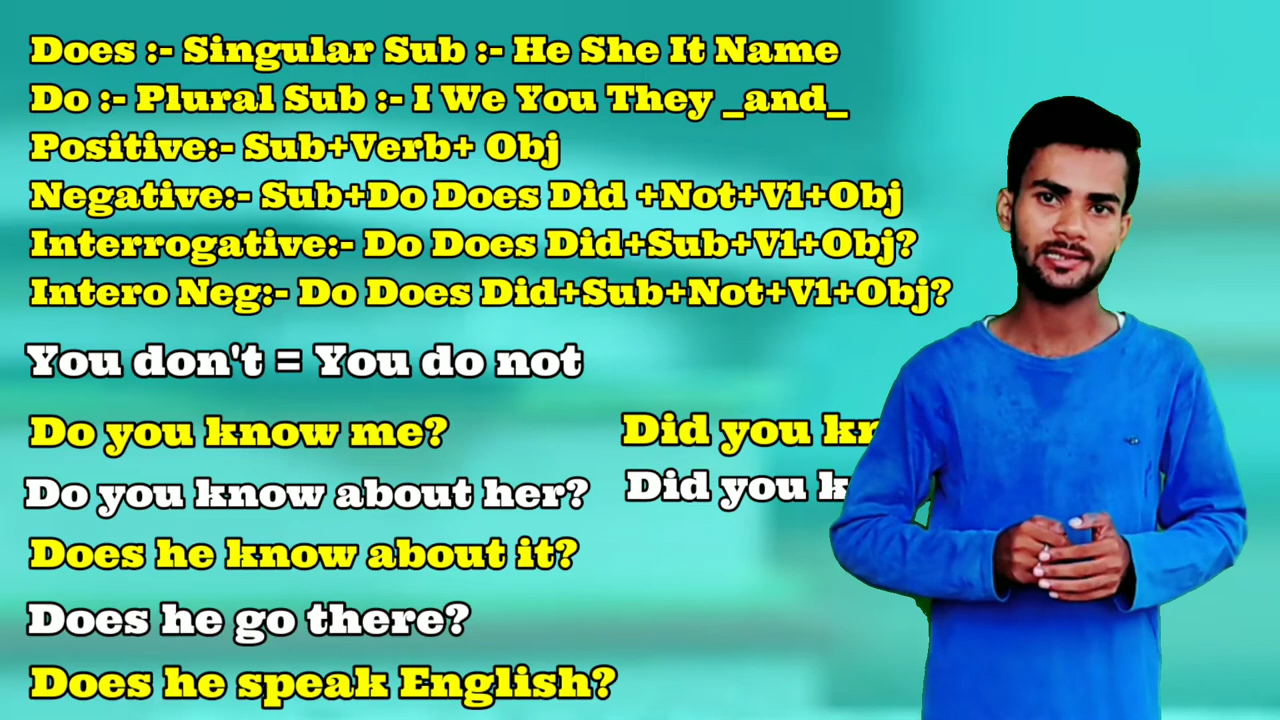 Does :- Singular Sub :- He She It Name
Do :- Plural Sub :- I We You They _and_
Positive:- Sub+Verb+ Obj
Negative:- Sub+Do Does Did +Not+V1+Obj
Interrogative:- Do Does Did+Sub+V1+Obj?
Intero Neg:- Do Does Did+Sub+Not+V1+Obj?
You don't = You do not
Do you know me?
Did you
Do you know about her?
Did you
Does he know about it?
Does he go there?
Does he speak English?